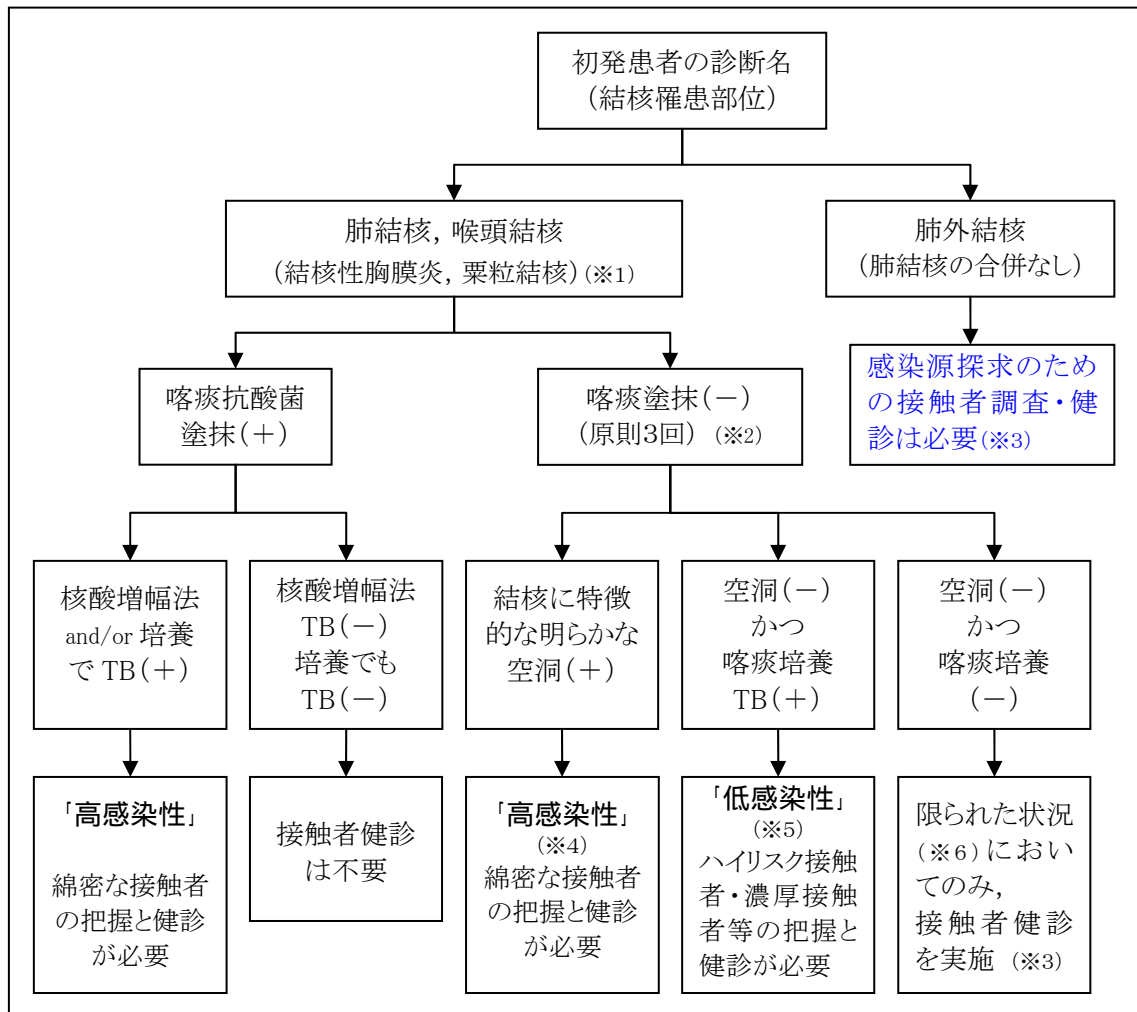 初発患者の診断名
(結核罹患部位)
肺結核, 喉頭結核
(結核性胸膜炎, 粟粒結核)(※1)
肺外結核
(肺結核の合併なし)
喀痰抗酸菌
塗抹(+)
喀痰塗抹(-)
(原則3回) (※2)
感染源探求のため
の接触者調査・健
診は必要(※3)
核酸増幅法
and/or 培養
で TB(+)
核酸増幅法
TB(-)
培養でも
TB(-)
結核に特徴
的な明らかな
空洞(+)
空洞(-)
かつ
喀痰培養
TB(+)
空洞(-)
かつ
喀痰培養
(-)
「高感染性」
綿密な接触者
の把握と健診
が必要
接触者健診
は不要
「高感染性」
(※4)
綿密な接触者
の把握と健診
が必要
「低感染性」
(※5)
ハイリスク接触
者・濃厚接触
者等の把握と
健診が必要
限られた状況
(※6)におい
てのみ,
接触者健診
を実施 (※3)